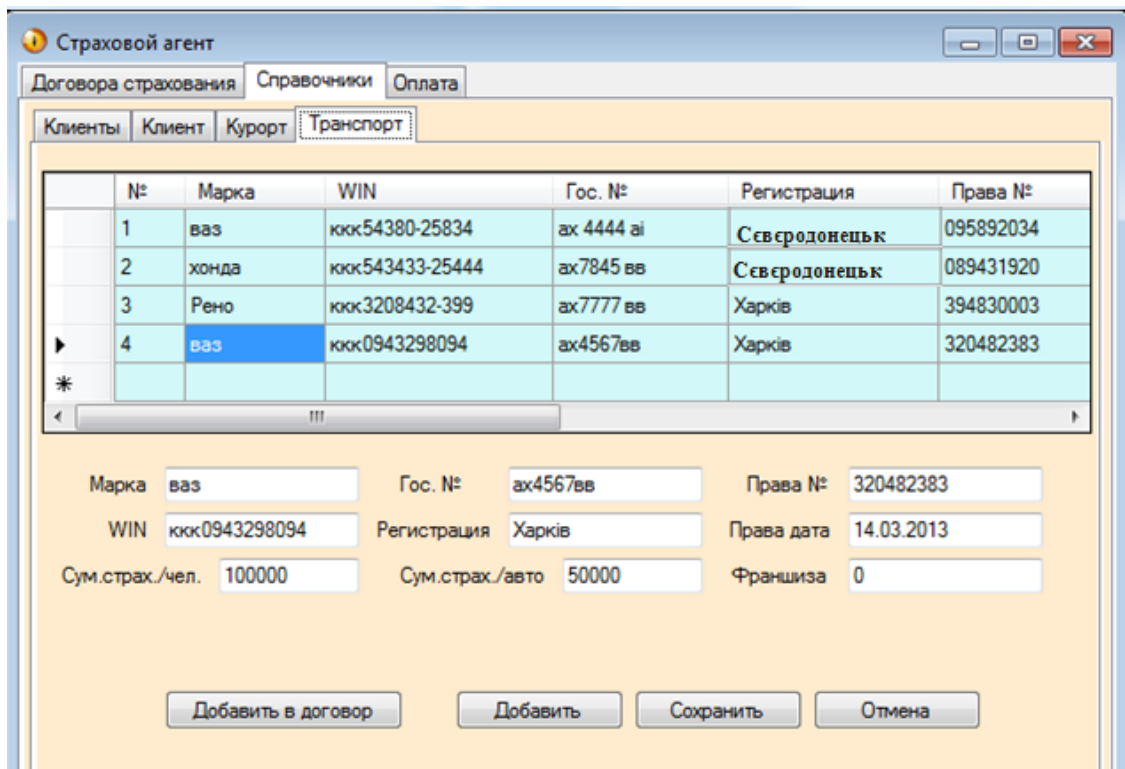 Страховой агент
Договора страхования Справочники Оплата
Клиенты Клиент Курорт Транспорт
№ Марка WIN Гос. № Регистрация Права №
1 ваз ккк54380-25834 ах 4444 аі Сєвєродонецьк 095892034
2 хонда ккк543433-25444 ах7845 вв Сєвєродонецьк 089431920
3 Рено ккк3208432-399 ах7777 вв Харків 394830003
4 ваз ккк0943298094 ах4567вв Харків 320482383
Марка ваз Гос. № ах4567вв Права № 320482383
WIN ккк0943298094 Регистрация Харків Права дата 14.03.2013
Сум.страх./чел. 100000 Сум.страх./авто 50000 Франшиза 0
Добавить в договор Добавить Сохранить Отмена